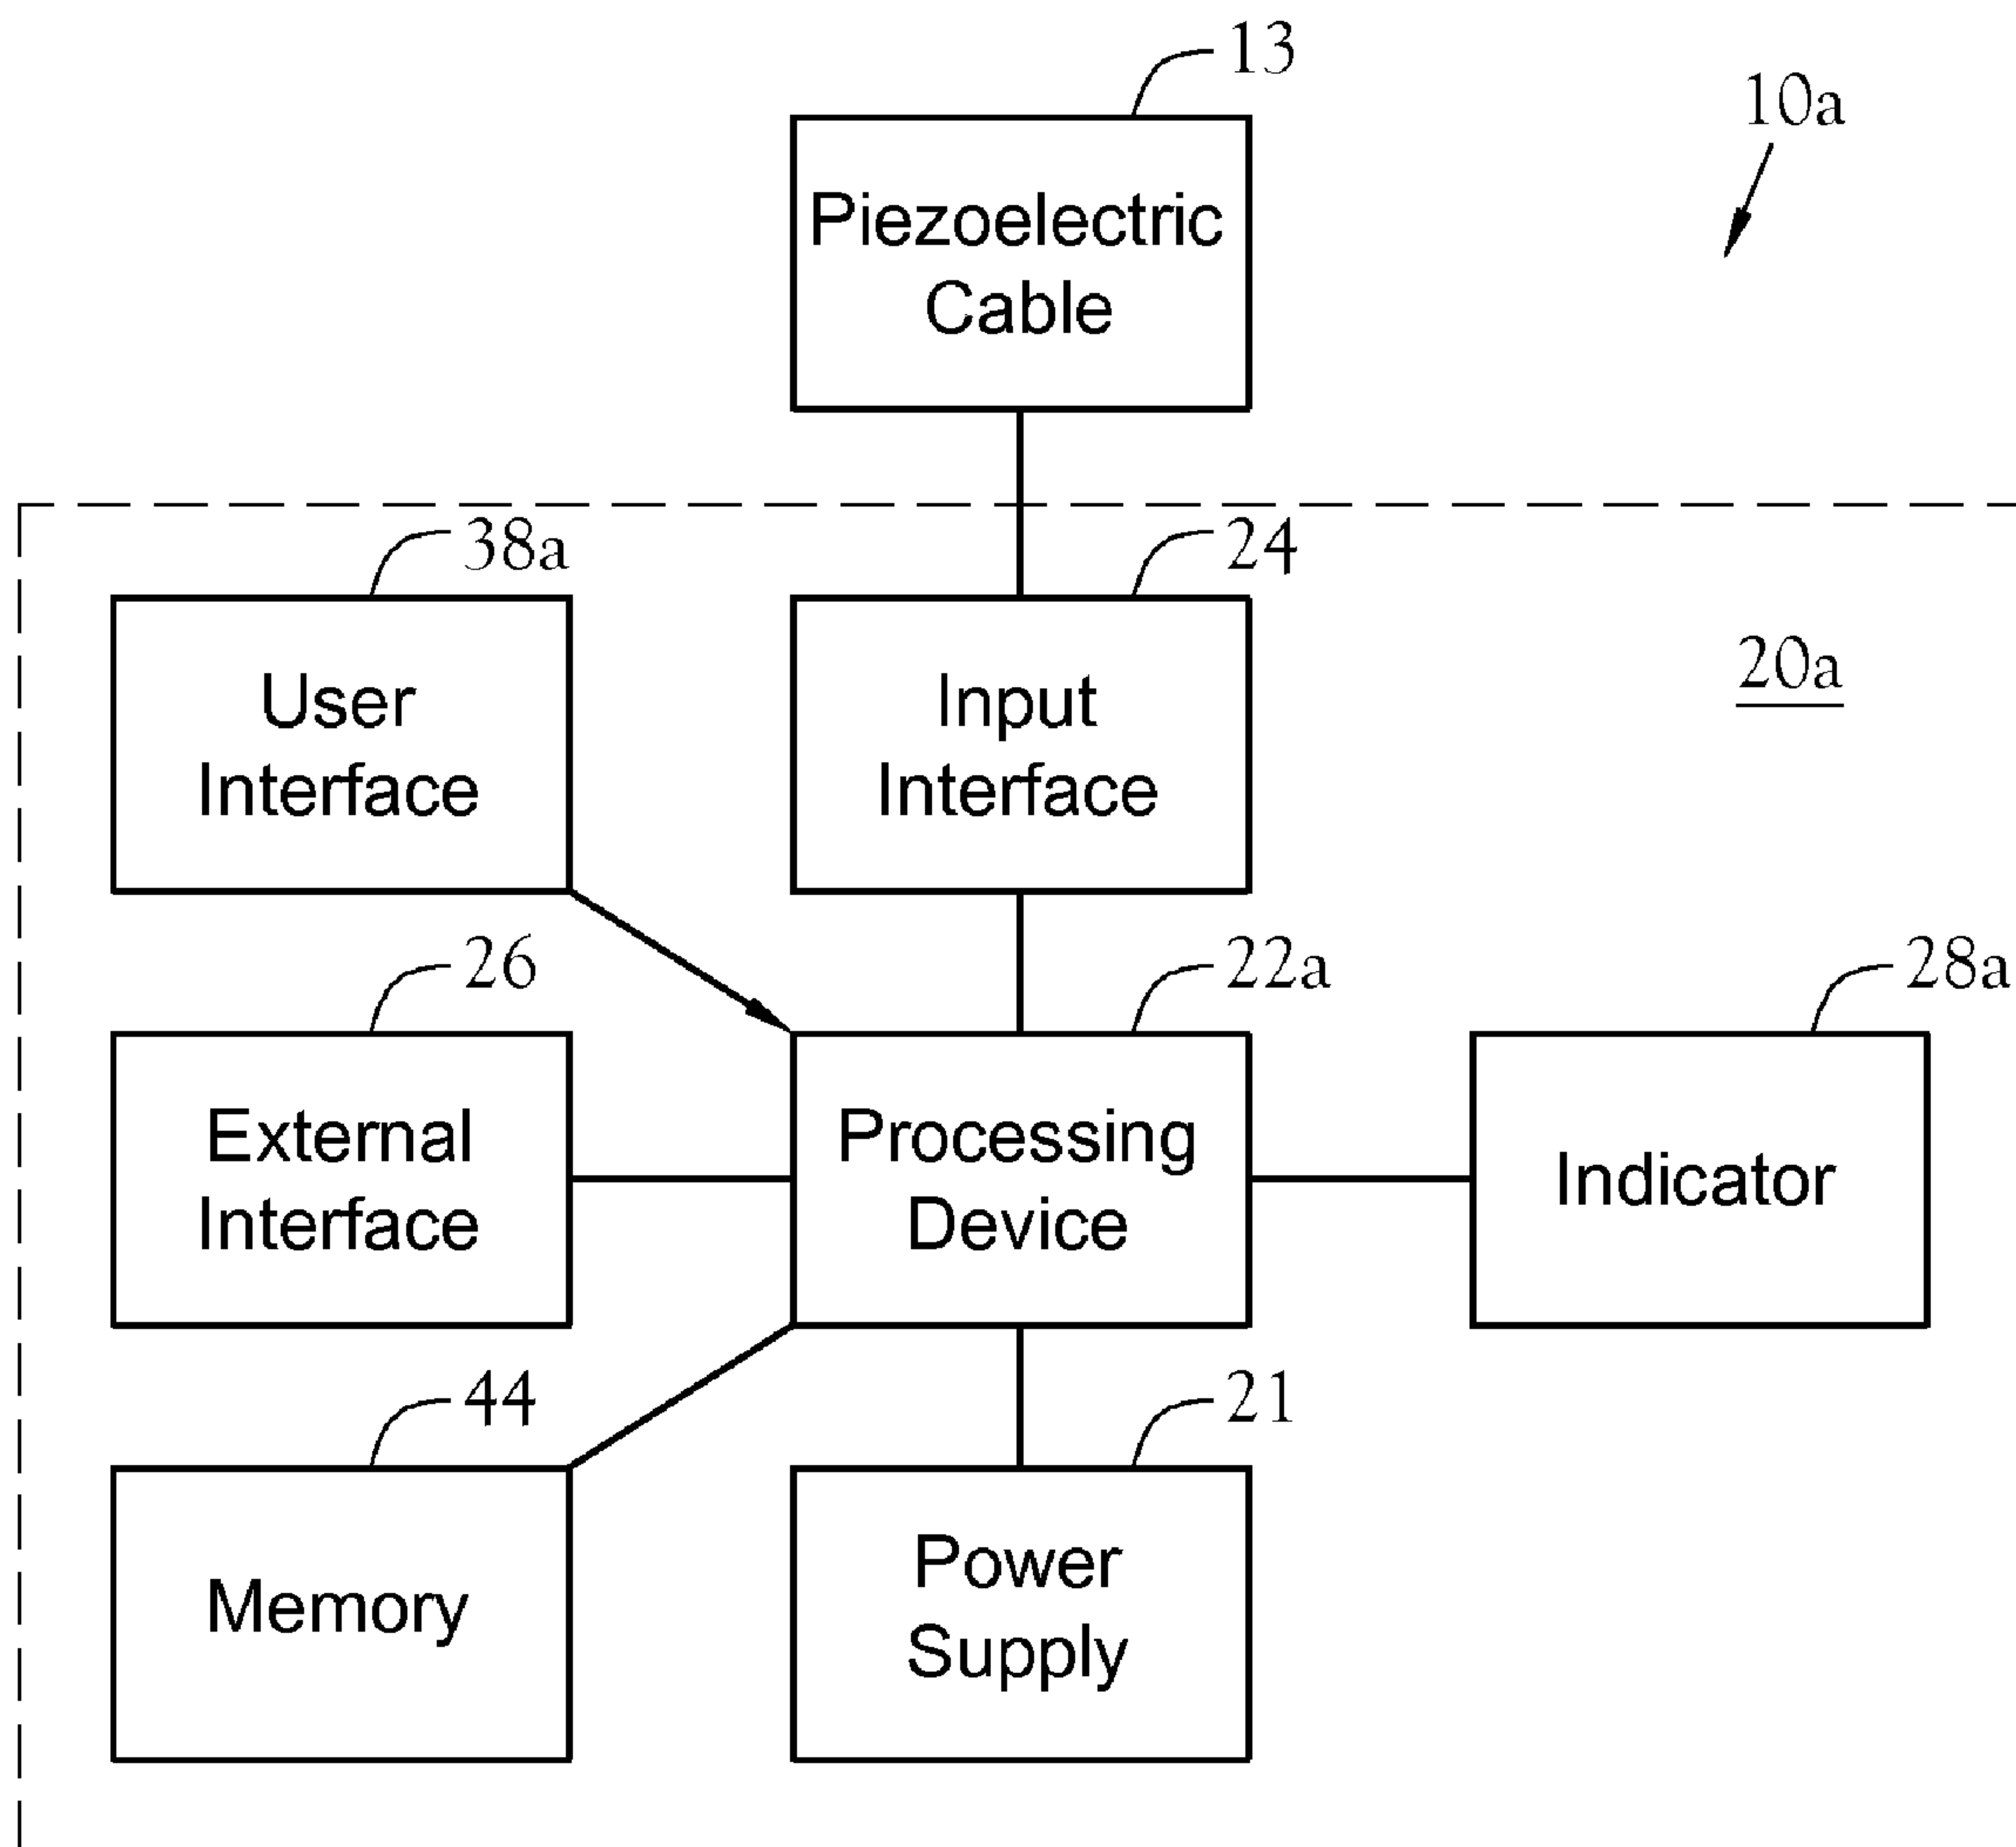 13
10a
Piezoelectric
Cable
38a
24
User
Interface
Input
Interface
20a
26
22a
28a
External
Interface
Processing
Device
Indicator
44
21
Memory
Power
Supply